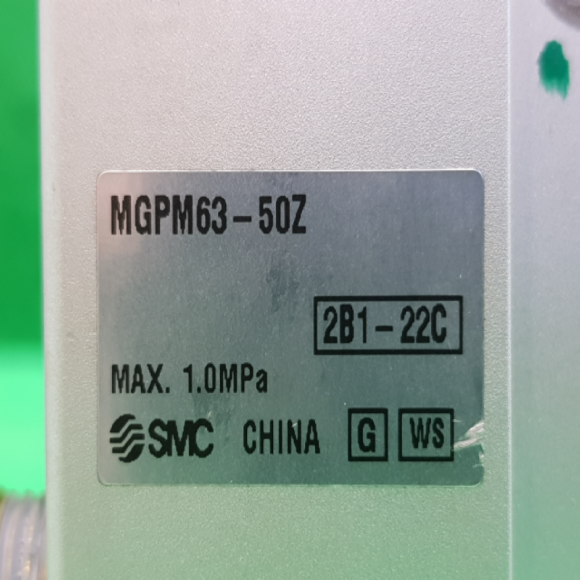 MGPM63-50Z
2B1-22C
MAX. 1.0MPa
SMC CHINA G WS